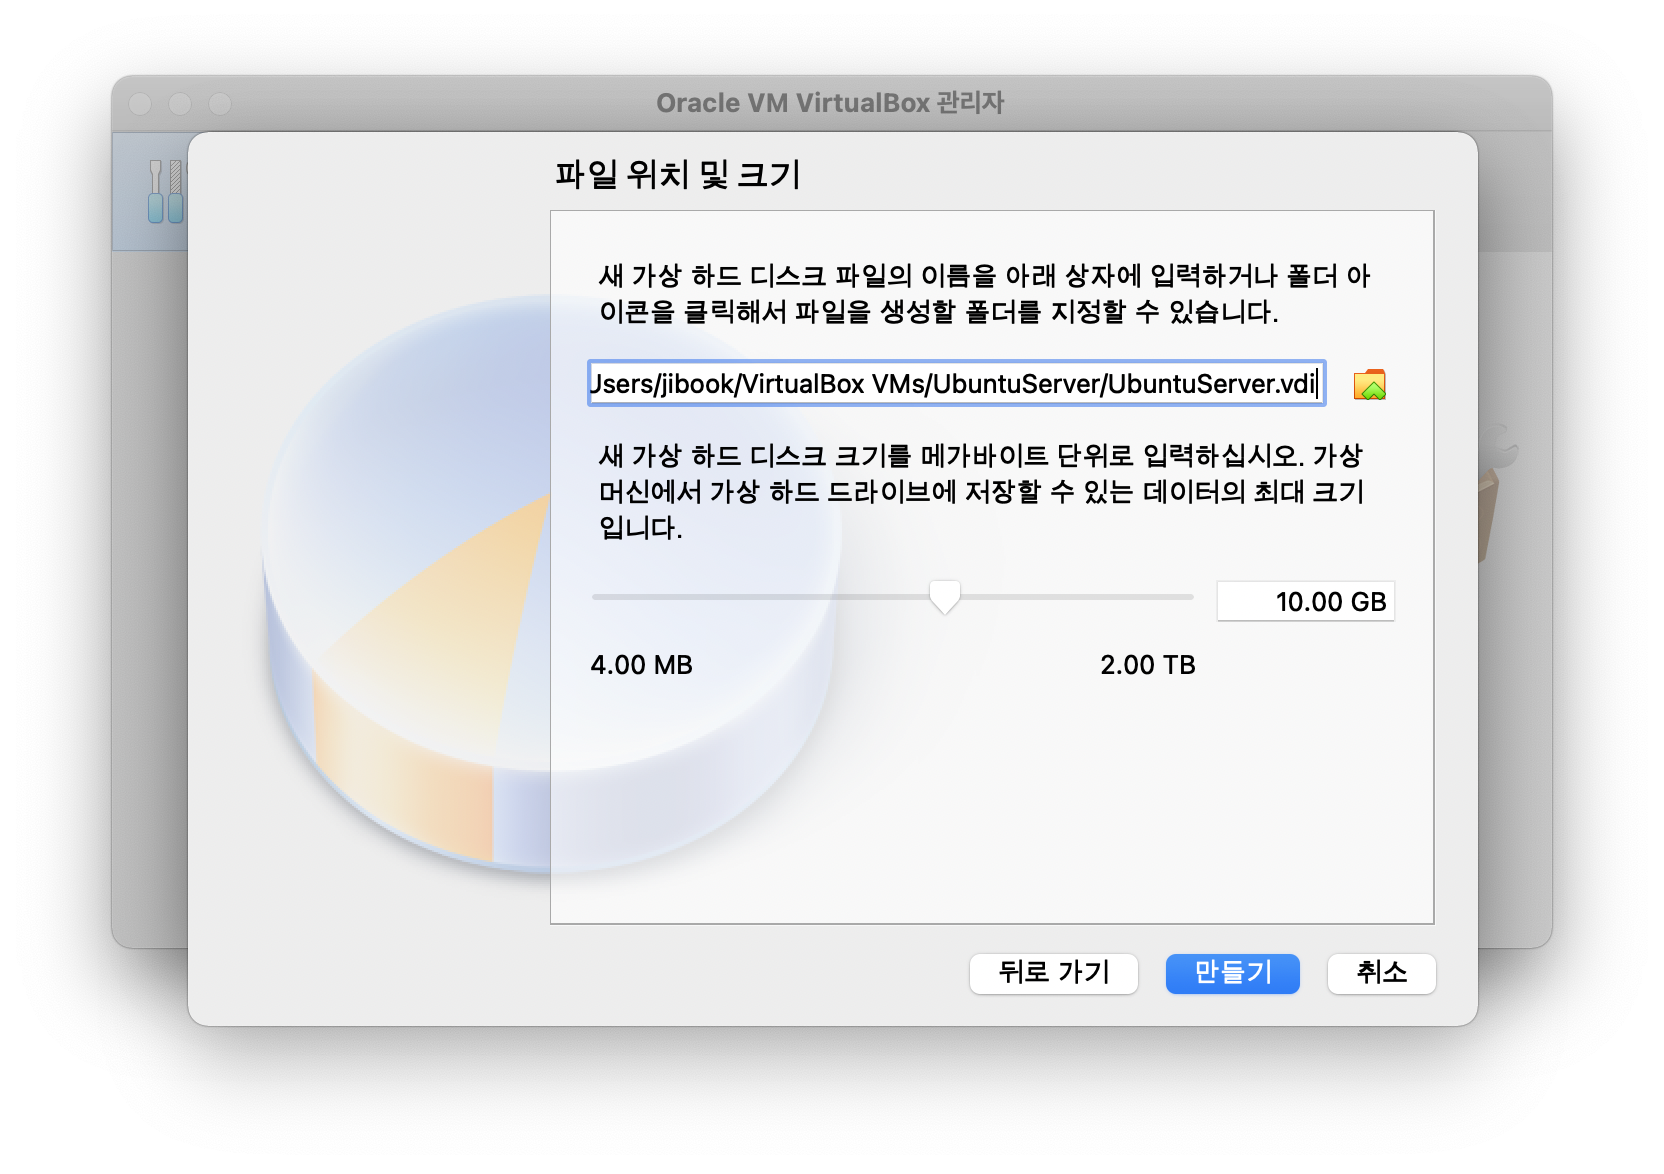 Oracle VM VirtualBox 관리자
파일 위치 및 크기
새 가상 하드 디스크 파일의 이름을 아래 상자에 입력하거나 폴더 아
이콘을 클릭해서 파일을 생성할 폴더를 지정할 수 있습니다.
Users/jibook/VirtualBox VMs/UbuntuServer/UbuntuServer.vdi
새 가상 하드 디스크 크기를 메가바이트 단위로 입력하십시오. 가상
머신에서 가상 하드 드라이브에 저장할 수 있는 데이터의 최대 크기
입니다.
10.00 GB
4.00 MB 2.00 TB
뒤로 가기 만들기 취소